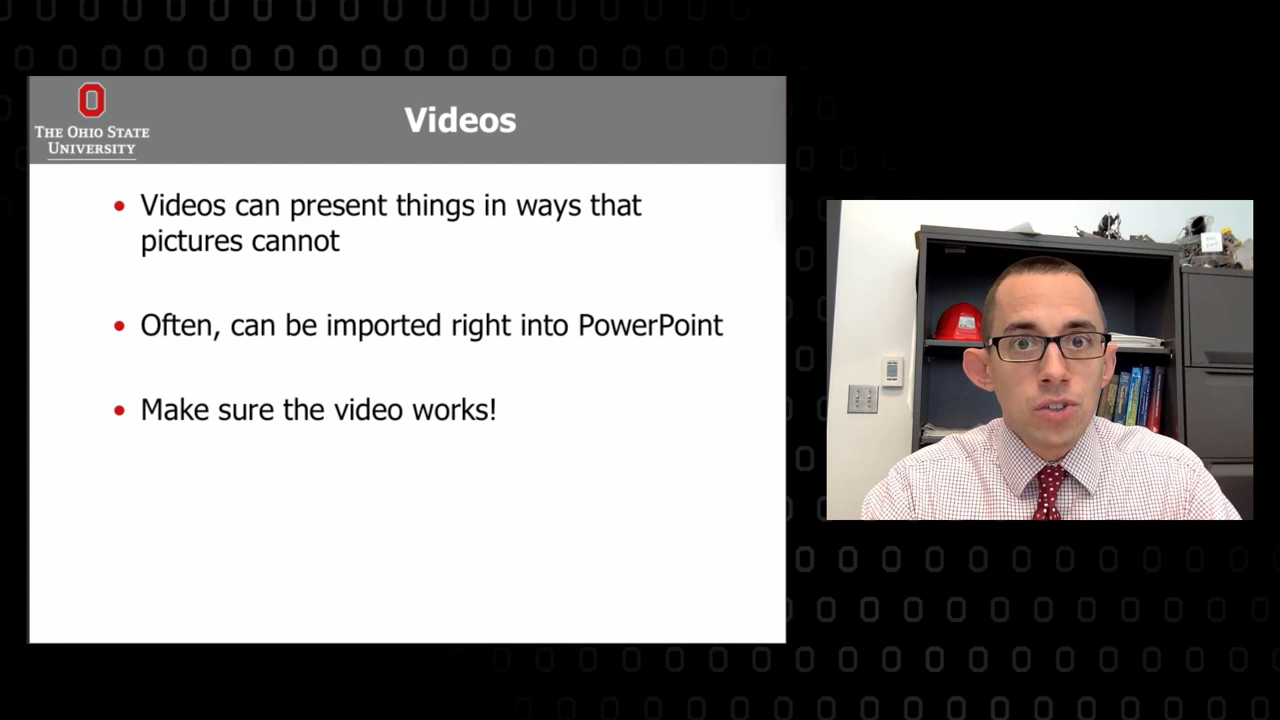 THE OHIO STATE
UNIVERSITY
Videos
• Videos can present things in ways that
pictures cannot
• Often, can be imported right into PowerPoint
• Make sure the video works!